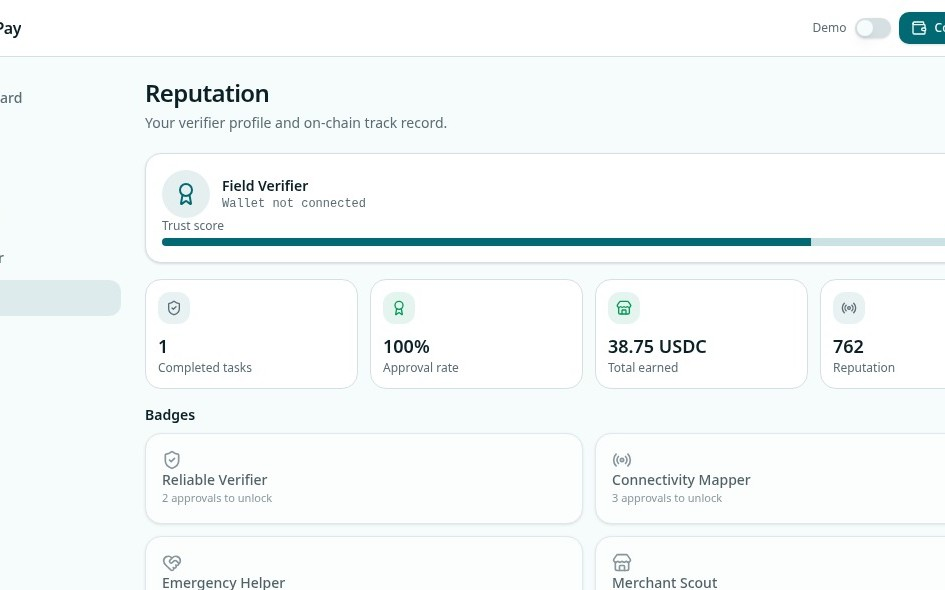 Pay
Demo
Co
ard
Reputation
Your verifier profile and on-chain track record.
Field Verifier
Wallet not connected
Trust score
r
1
Completed tasks
100%
Approval rate
38.75 USDC
Total earned
762
Reputation
Badges
Reliable Verifier
2 approvals to unlock
Connectivity Mapper
3 approvals to unlock
Emergency Helper
Merchant Scout